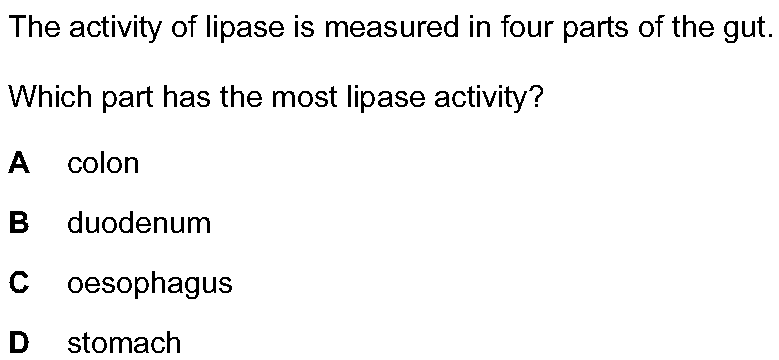 The activity of lipase is measured in four parts of the gut.
Which part has the most lipase activity?
A colon
B duodenum
C oesophagus
D stomach